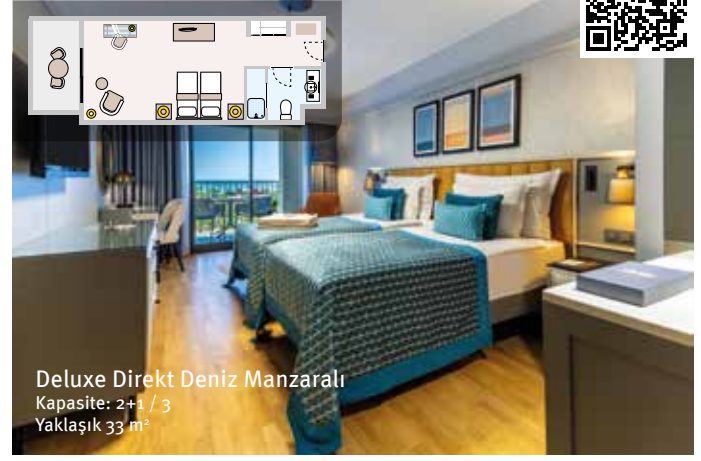 Deluxe Direkt Deniz Manzaralı
Kapasite: 2+1 / 3
Yaklaşık 33 m²